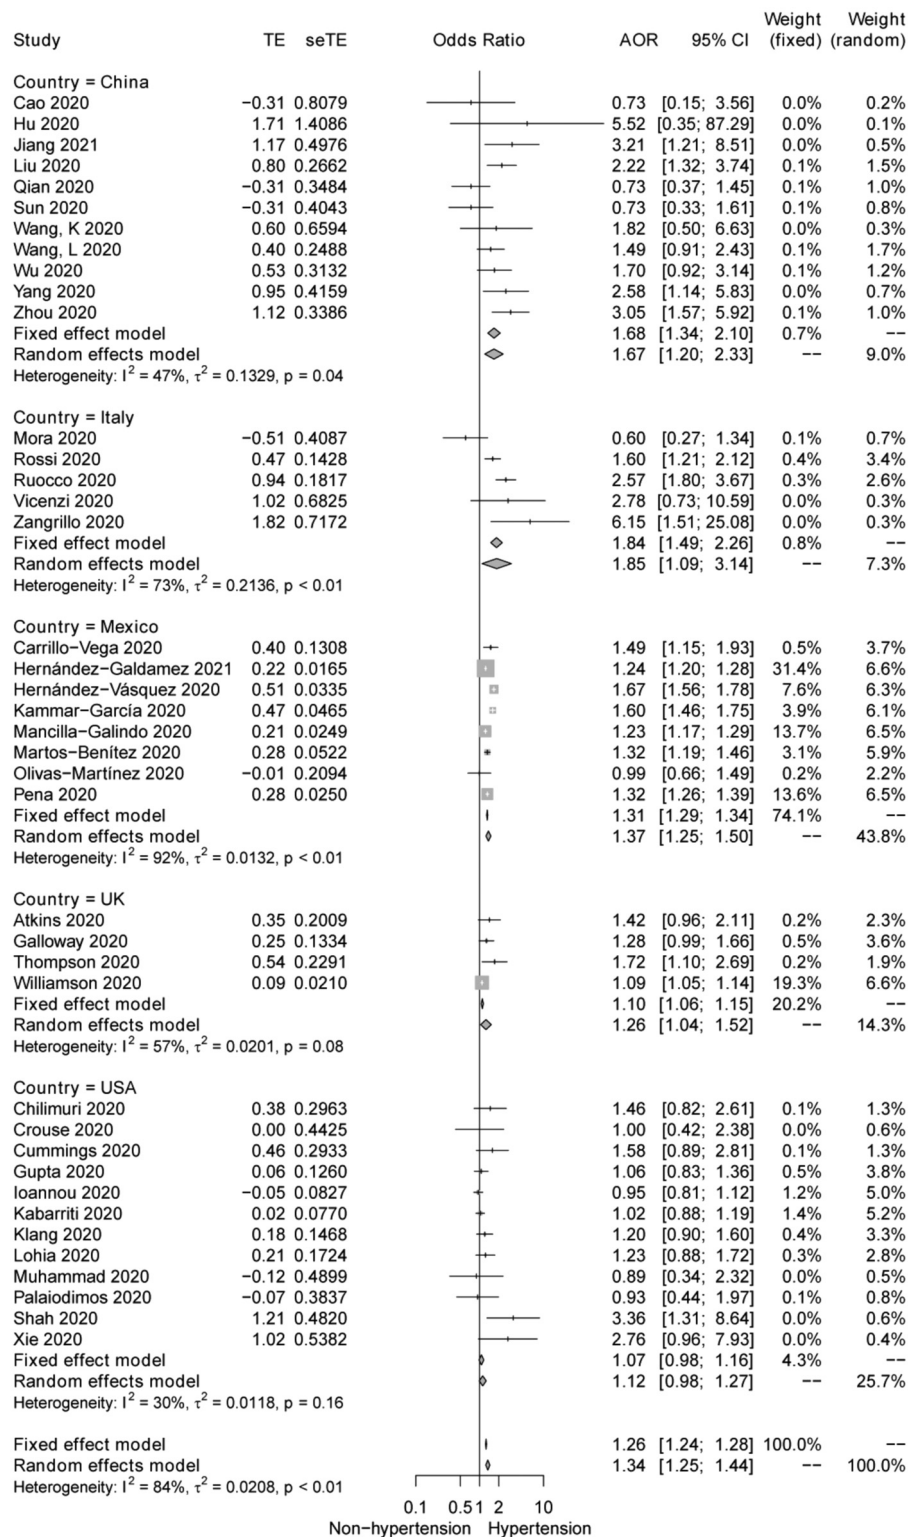 Weight Weight
Study TE seTE Odds Ratio AOR 95% CI (fixed) (random)
Country = China
Cao 2020 −0.31 0.8079 0.73 [0.15; 3.56] 0.0% 0.2%
Hu 2020 1.71 1.4086 5.52 [0.35; 87.29] 0.0% 0.1%
Jiang 2021 1.17 0.4976 3.21 [1.21; 8.51] 0.0% 0.5%
Liu 2020 0.80 0.2662 2.22 [1.32; 3.74] 0.1% 1.5%
Qian 2020 −0.31 0.3484 0.73 [0.37; 1.45] 0.1% 1.0%
Sun 2020 −0.31 0.4043 0.73 [0.33; 1.61] 0.1% 0.8%
Wang, K 2020 0.60 0.6594 1.82 [0.50; 6.63] 0.0% 0.3%
Wang, L 2020 0.40 0.2488 1.49 [0.91; 2.43] 0.1% 1.7%
Wu 2020 0.53 0.3132 1.70 [0.92; 3.14] 0.1% 1.2%
Yang 2020 0.95 0.4159 2.58 [1.14; 5.83] 0.0% 0.7%
Zhou 2020 1.12 0.3386 3.05 [1.57; 5.92] 0.1% 1.0%
Fixed effect model 1.68 [1.34; 2.10] 0.7% −−
Random effects model 1.67 [1.20; 2.33] −− 9.0%
Heterogeneity: I² = 47%, τ² = 0.1329, p = 0.04
Country = Italy
Mora 2020 −0.51 0.4087 0.60 [0.27; 1.34] 0.1% 0.7%
Rossi 2020 0.47 0.1428 1.60 [1.21; 2.12] 0.4% 3.4%
Ruocco 2020 0.94 0.1817 2.57 [1.80; 3.67] 0.3% 2.6%
Vicenzi 2020 1.02 0.6825 2.78 [0.73; 10.59] 0.0% 0.3%
Zangrillo 2020 1.82 0.7172 6.15 [1.51; 25.08] 0.0% 0.3%
Fixed effect model 1.84 [1.49; 2.26] 0.8% −−
Random effects model 1.85 [1.09; 3.14] −− 7.3%
Heterogeneity: I² = 73%, τ² = 0.2136, p < 0.01
Country = Mexico
Carrillo−Vega 2020 0.40 0.1308 1.49 [1.15; 1.93] 0.5% 3.7%
Hernández−Galdamez 2021 0.22 0.0165 1.24 [1.20; 1.28] 31.4% 6.6%
Hernández−Vásquez 2020 0.51 0.0335 1.67 [1.56; 1.78] 7.6% 6.3%
Kammar−García 2020 0.47 0.0465 1.60 [1.46; 1.75] 3.9% 6.1%
Mancilla−Galindo 2020 0.21 0.0249 1.23 [1.17; 1.29] 13.7% 6.5%
Martos−Benítez 2020 0.28 0.0522 1.32 [1.19; 1.46] 3.1% 5.9%
Olivas−Martínez 2020 −0.01 0.2094 0.99 [0.66; 1.49] 0.2% 2.2%
Pena 2020 0.28 0.0250 1.32 [1.26; 1.39] 13.6% 6.5%
Fixed effect model 1.31 [1.29; 1.34] 74.1% −−
Random effects model 1.37 [1.25; 1.50] −− 43.8%
Heterogeneity: I² = 92%, τ² = 0.0132, p < 0.01
Country = UK
Atkins 2020 0.35 0.2009 1.42 [0.96; 2.11] 0.2% 2.3%
Galloway 2020 0.25 0.1334 1.28 [0.99; 1.66] 0.5% 3.6%
Thompson 2020 0.54 0.2291 1.72 [1.10; 2.69] 0.2% 1.9%
Williamson 2020 0.09 0.0210 1.09 [1.05; 1.14] 19.3% 6.6%
Fixed effect model 1.10 [1.06; 1.15] 20.2% −−
Random effects model 1.26 [1.04; 1.52] −− 14.3%
Heterogeneity: I² = 57%, τ² = 0.0201, p = 0.08
Country = USA
Chilimuri 2020 0.38 0.2963 1.46 [0.82; 2.61] 0.1% 1.3%
Crouse 2020 0.00 0.4425 1.00 [0.42; 2.38] 0.0% 0.6%
Cummings 2020 0.46 0.2933 1.58 [0.89; 2.81] 0.1% 1.3%
Gupta 2020 0.06 0.1260 1.06 [0.83; 1.36] 0.5% 3.8%
Ioannou 2020 −0.05 0.0827 0.95 [0.81; 1.12] 1.2% 5.0%
Kabarriti 2020 0.02 0.0770 1.02 [0.88; 1.19] 1.4% 5.2%
Klang 2020 0.18 0.1468 1.20 [0.90; 1.60] 0.4% 3.3%
Lohia 2020 0.21 0.1724 1.23 [0.88; 1.72] 0.3% 2.8%
Muhammad 2020 −0.12 0.4899 0.89 [0.34; 2.32] 0.0% 0.5%
Palaiodimos 2020 −0.07 0.3837 0.93 [0.44; 1.97] 0.1% 0.8%
Shah 2020 1.21 0.4820 3.36 [1.31; 8.64] 0.0% 0.6%
Xie 2020 1.02 0.5382 2.76 [0.96; 7.93] 0.0% 0.4%
Fixed effect model 1.07 [0.98; 1.16] 4.3% −−
Random effects model 1.12 [0.98; 1.27] −− 25.7%
Heterogeneity: I² = 30%, τ² = 0.0118, p = 0.16
Fixed effect model 1.26 [1.24; 1.28] 100.0% −−
Random effects model 1.34 [1.25; 1.44] −− 100.0%
Heterogeneity: I² = 84%, τ² = 0.0208, p < 0.01
0.1 0.5 1 2 10
Non−hypertension Hypertension